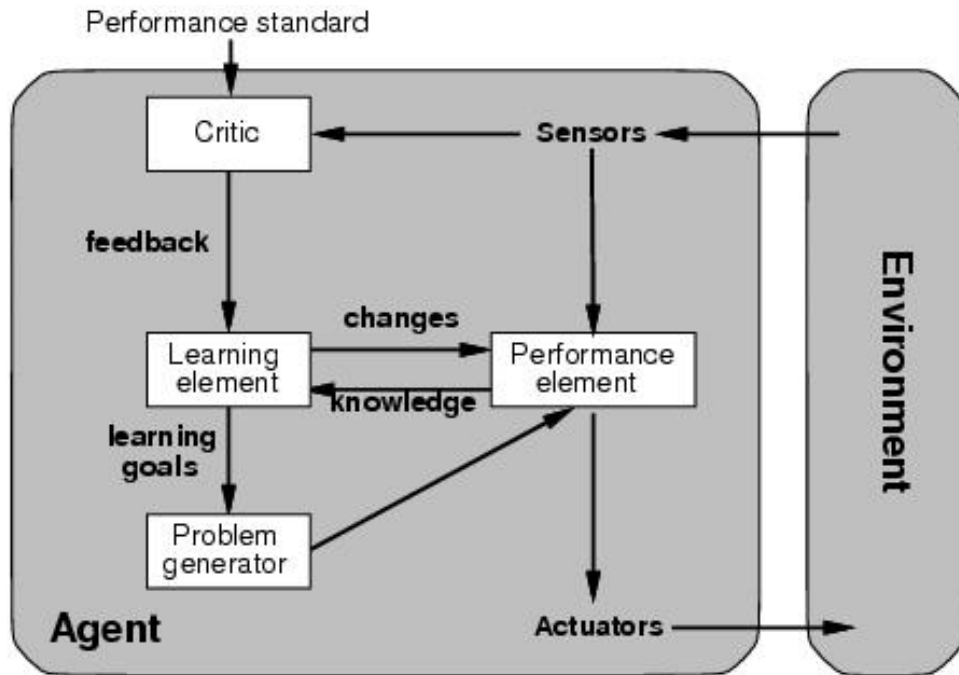 Performance standard
Critic
Sensors
feedback
changes
Learning
element
Performance
element
knowledge
learning
goals
Problem
generator
Agent
Actuators
Environment